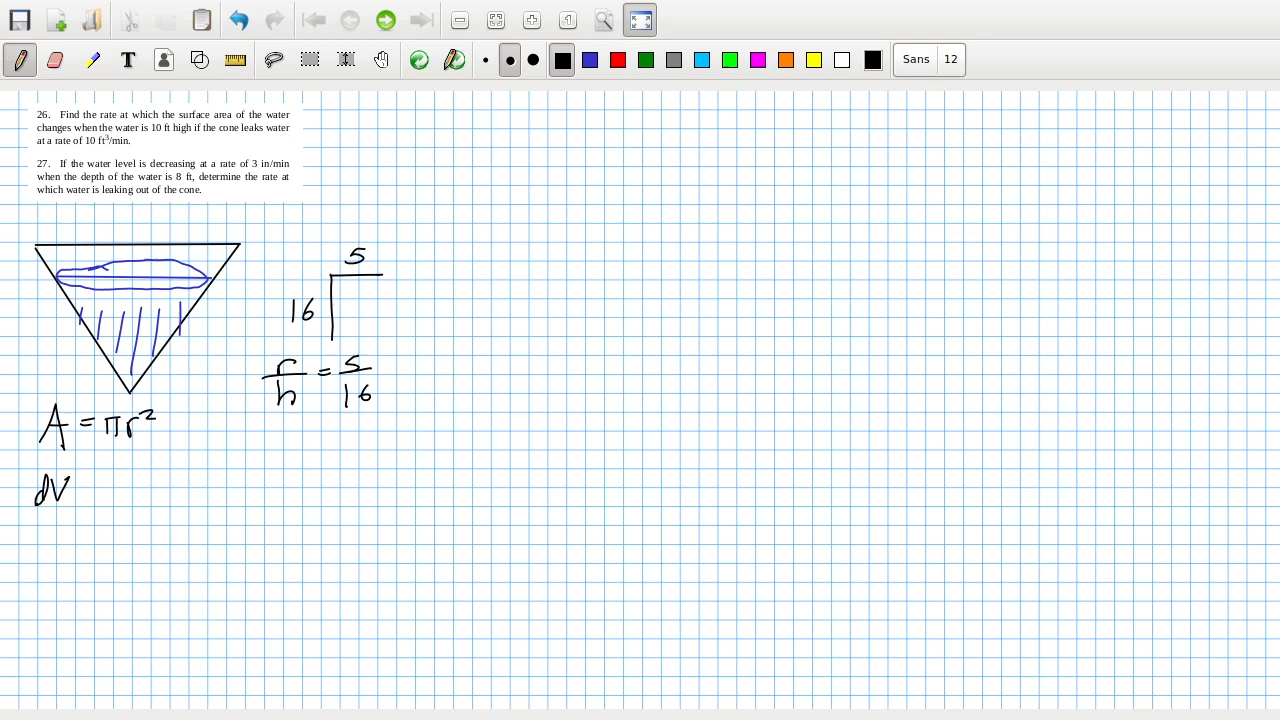 Sans 12
26. Find the rate at which the surface area of the water
changes when the water is 10 ft high if the cone leaks water
at a rate of 10 ft³/min.
27. If the water level is decreasing at a rate of 3 in/min
when the depth of the water is 8 ft, determine the rate at
which water is leaking out of the cone.
5
16
r/h = 5/16
A = πr²
dV